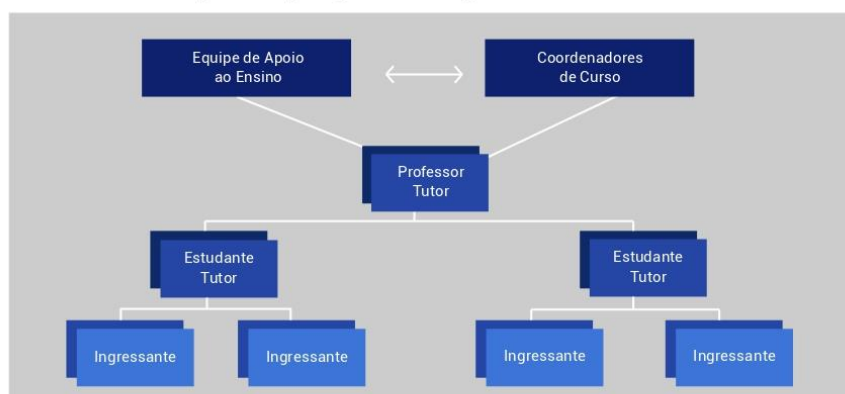 Equipe de Apoio
ao Ensino
Coordenadores
de Curso
Professor
Tutor
Estudante
Tutor
Estudante
Tutor
Ingressante
Ingressante
Ingressante
Ingressante